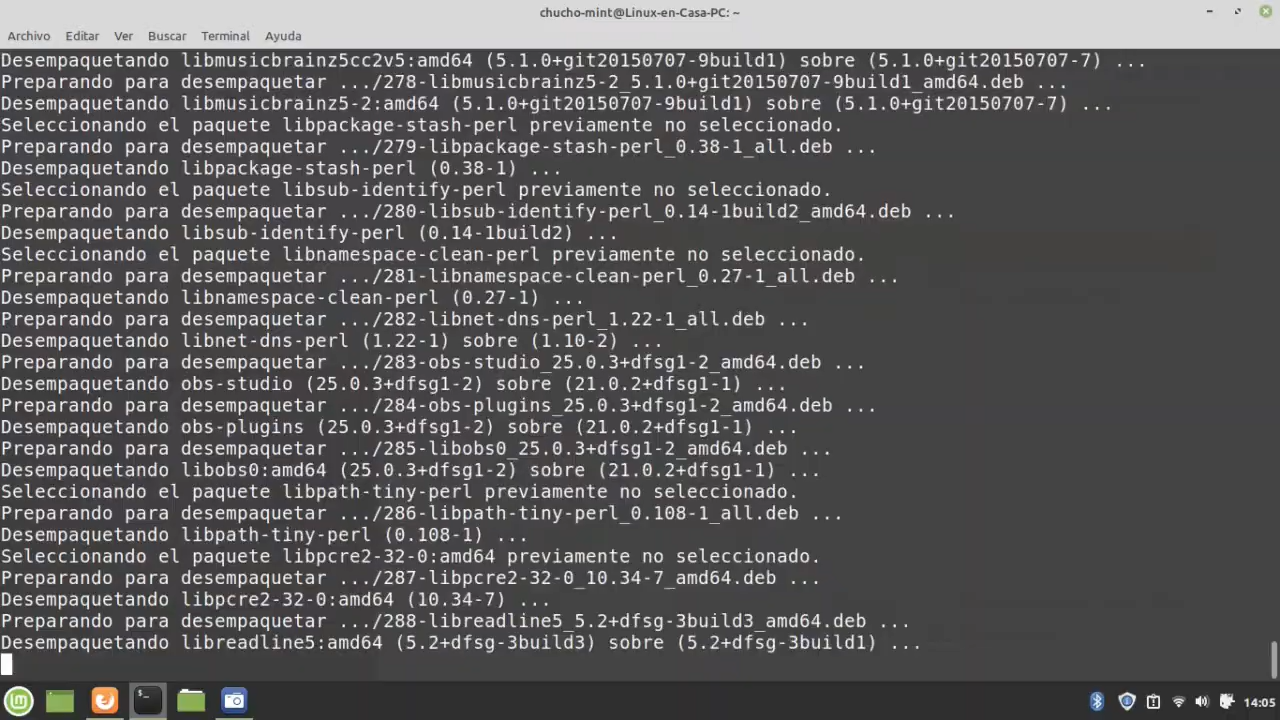 chucho-mint@Linux-en-Casa-PC: ~
Archivo Editar Ver Buscar Terminal Ayuda
Desempaquetando libmusicbrainz5cc2v5:amd64 (5.1.0+git20150707-9build1) sobre (5.1.0+git20150707-7) ...
Preparando para desempaquetar .../278-libmusicbrainz5-2_5.1.0+git20150707-9build1_amd64.deb ...
Desempaquetando libmusicbrainz5-2:amd64 (5.1.0+git20150707-9build1) sobre (5.1.0+git20150707-7) ...
Seleccionando el paquete libpackage-stash-perl previamente no seleccionado.
Preparando para desempaquetar .../279-libpackage-stash-perl_0.38-1_all.deb ...
Desempaquetando libpackage-stash-perl (0.38-1) ...
Seleccionando el paquete libsub-identify-perl previamente no seleccionado.
Preparando para desempaquetar .../280-libsub-identify-perl_0.14-1build2_amd64.deb ...
Desempaquetando libsub-identify-perl (0.14-1build2) ...
Seleccionando el paquete libnamespace-clean-perl previamente no seleccionado.
Preparando para desempaquetar .../281-libnamespace-clean-perl_0.27-1_all.deb ...
Desempaquetando libnamespace-clean-perl (0.27-1) ...
Preparando para desempaquetar .../282-libnet-dns-perl_1.22-1_all.deb ...
Desempaquetando libnet-dns-perl (1.22-1) sobre (1.10-2) ...
Preparando para desempaquetar .../283-obs-studio_25.0.3+dfsg1-2_amd64.deb ...
Desempaquetando obs-studio (25.0.3+dfsg1-2) sobre (21.0.2+dfsg1-1) ...
Preparando para desempaquetar .../284-obs-plugins_25.0.3+dfsg1-2_amd64.deb ...
Desempaquetando obs-plugins (25.0.3+dfsg1-2) sobre (21.0.2+dfsg1-1) ...
Preparando para desempaquetar .../285-libobs0_25.0.3+dfsg1-2_amd64.deb ...
Desempaquetando libobs0:amd64 (25.0.3+dfsg1-2) sobre (21.0.2+dfsg1-1) ...
Seleccionando el paquete libpath-tiny-perl previamente no seleccionado.
Preparando para desempaquetar .../286-libpath-tiny-perl_0.108-1_all.deb ...
Desempaquetando libpath-tiny-perl (0.108-1) ...
Seleccionando el paquete libpcre2-32-0:amd64 previamente no seleccionado.
Preparando para desempaquetar .../287-libpcre2-32-0_10.34-7_amd64.deb ...
Desempaquetando libpcre2-32-0:amd64 (10.34-7) ...
Preparando para desempaquetar .../288-libreadline5_5.2+dfsg-3build3_amd64.deb ...
Desempaquetando libreadline5:amd64 (5.2+dfsg-3build3) sobre (5.2+dfsg-3build1) ...
14:05